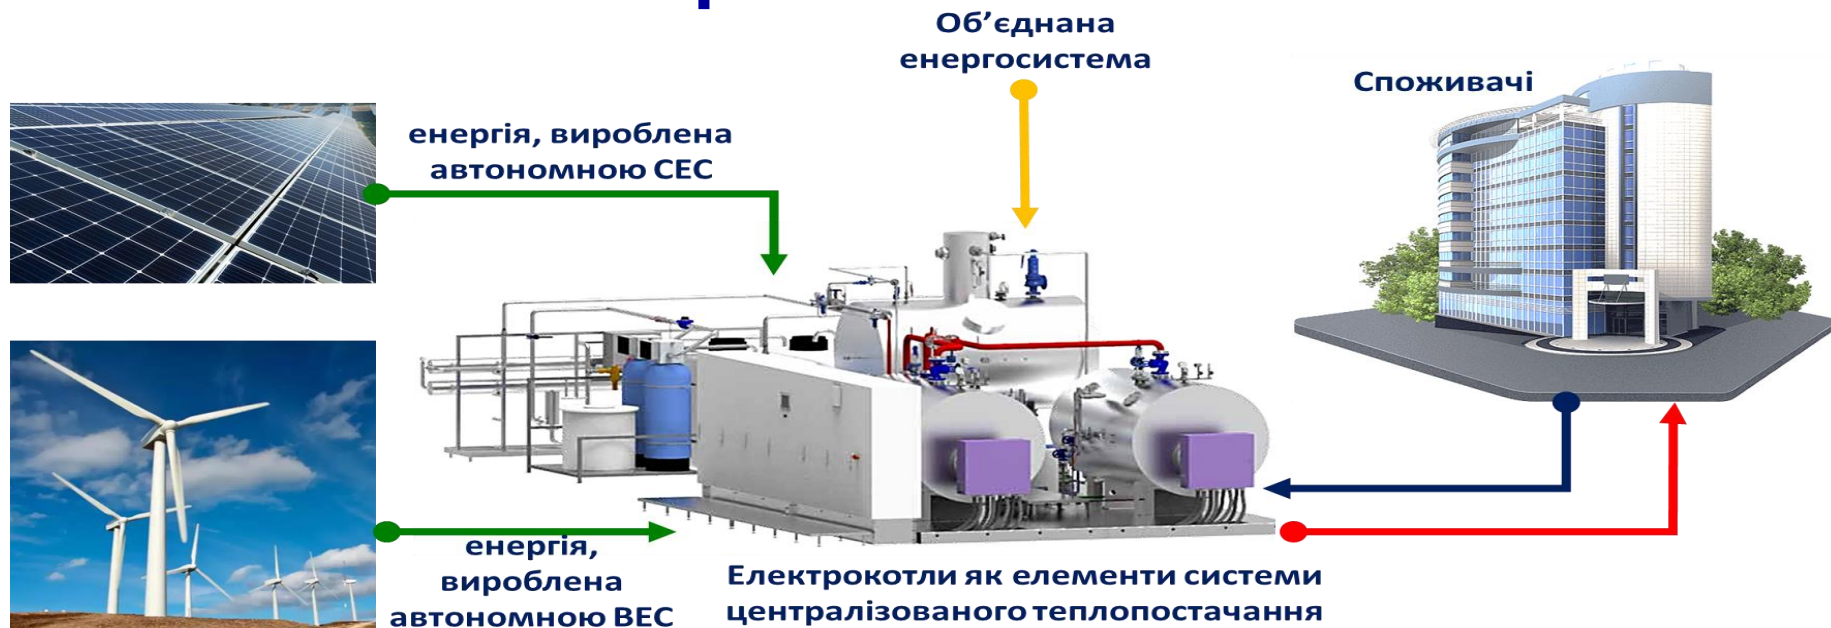 Об’єднана
енергосистема
Споживачі
енергія, вироблена
автономною СЕС
енергія,
вироблена
автономною ВЕС
Електрокотли як елементи системи
централізованого теплопостачання